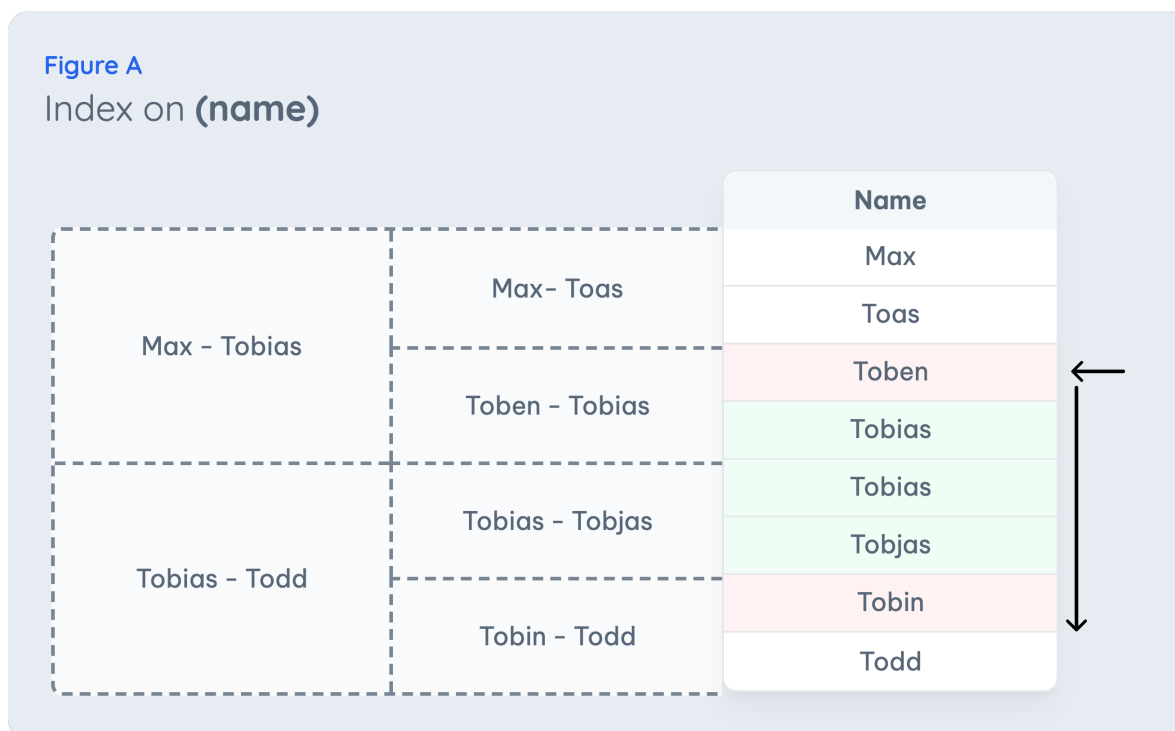 Figure A
Index on (name)
Name
Max
Toas
Toben
Tobias
Tobias
Tobjas
Tobin
Todd
Max - Tobias
Tobias - Todd
Max- Toas
Toben - Tobias
Tobias - Tobjas
Tobin - Todd